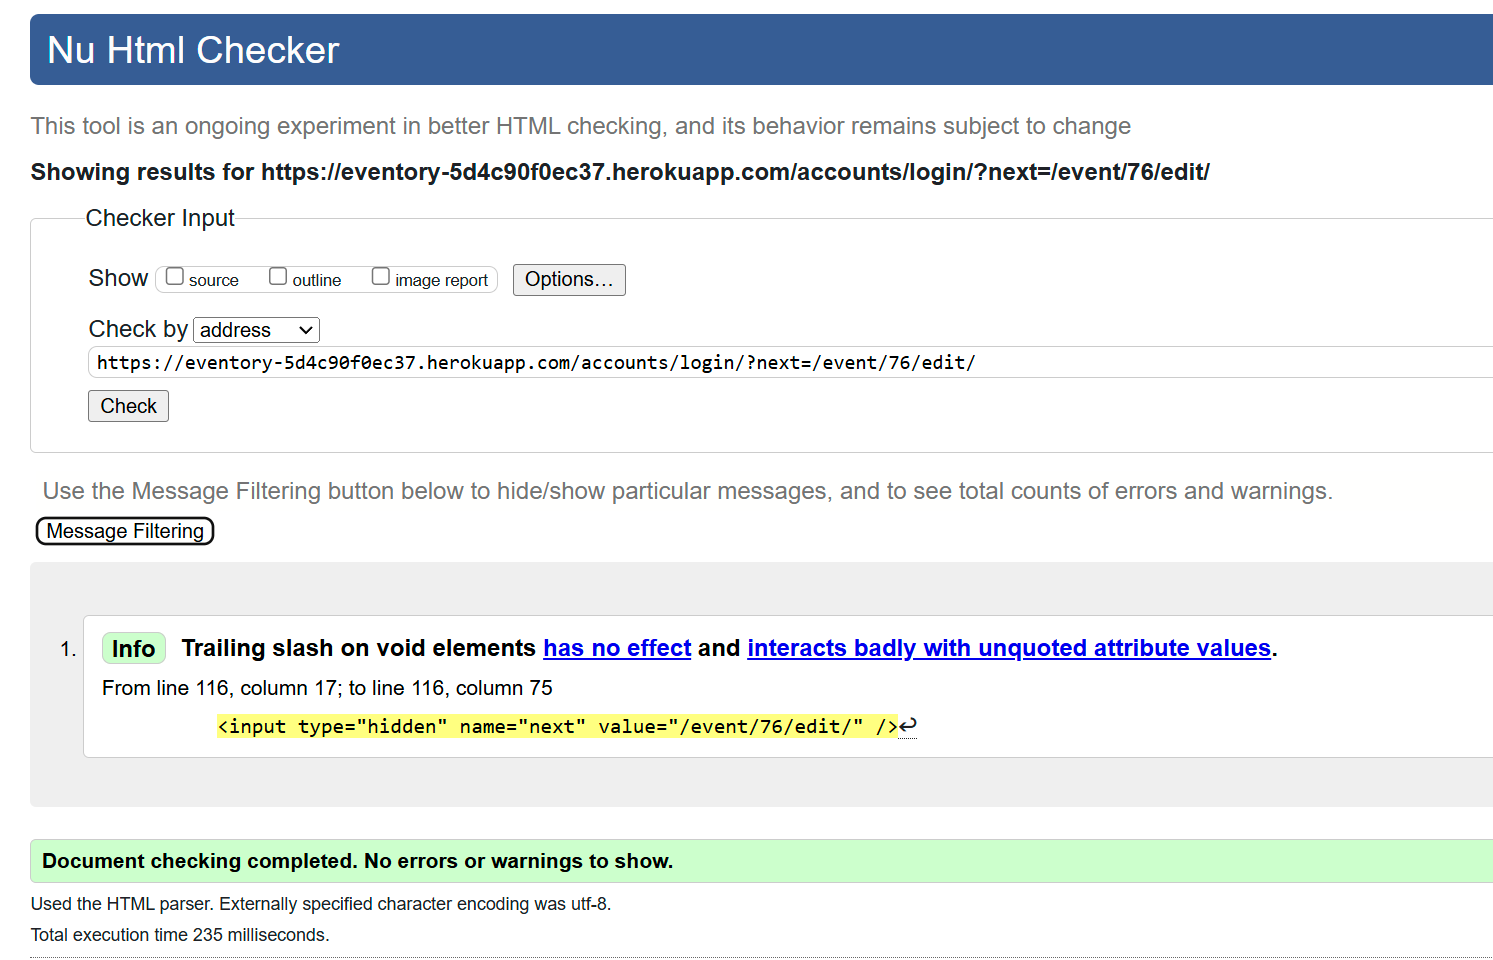 Nu Html Checker
This tool is an ongoing experiment in better HTML checking, and its behavior remains subject to change
Showing results for https://eventory-5d4c90f0ec37.herokuapp.com/accounts/login/?next=/event/76/edit/
Checker Input
Show source outline image report Options...
Check by address
https://eventory-5d4c90f0ec37.herokuapp.com/accounts/login/?next=/event/76/edit/
Check
Use the Message Filtering button below to hide/show particular messages, and to see total counts of errors and warnings.
Message Filtering
1. Info Trailing slash on void elements has no effect and interacts badly with unquoted attribute values.
From line 116, column 17; to line 116, column 75
<input type="hidden" name="next" value="/event/76/edit/" />↩
Document checking completed. No errors or warnings to show.
Used the HTML parser. Externally specified character encoding was utf-8.
Total execution time 235 milliseconds.